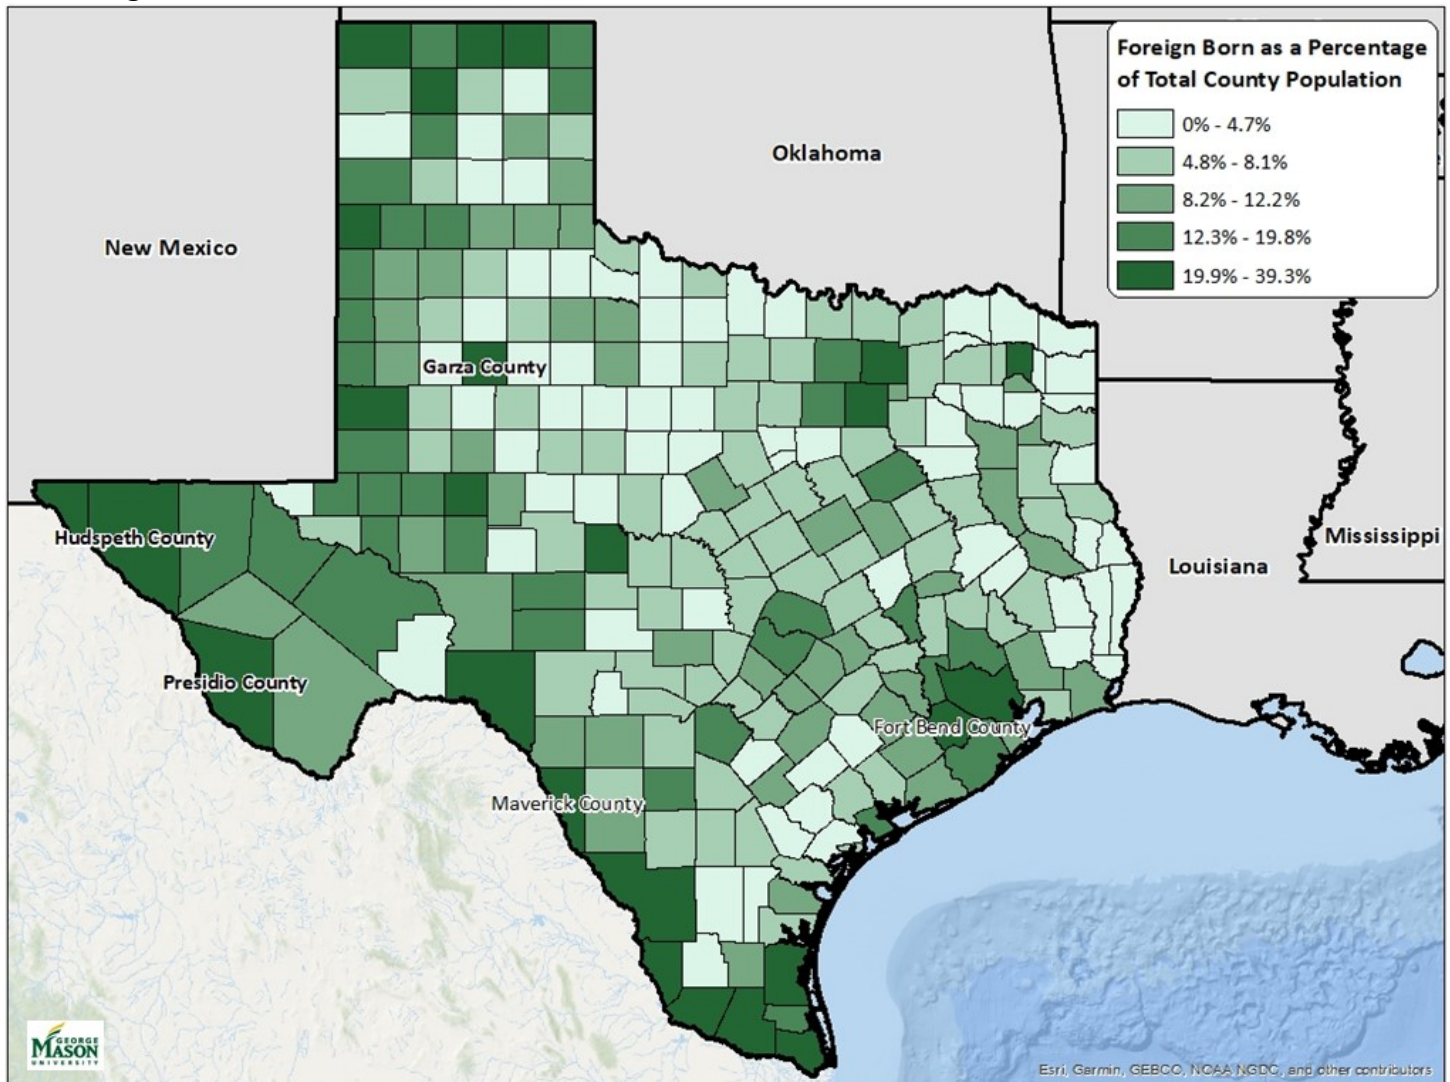 Foreign Born as a Percentage
of Total County Population
0% - 4.7%
4.8% - 8.1%
8.2% - 12.2%
12.3% - 19.8%
19.9% - 39.3%
Oklahoma
New Mexico
Garza County
Hudspeth County
Mississippi
Louisiana
Presidio County
Fort Bend County
Maverick County
GEORGE
MASON
UNIVERSITY
Esri, Garmin, GEBCO, NOAA NGDC, and other contributors